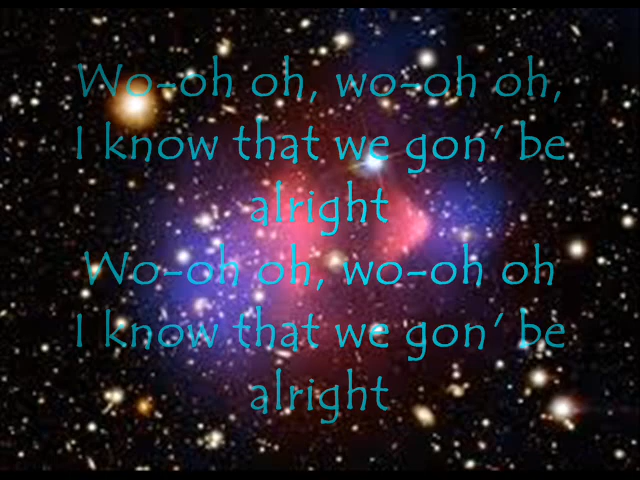 Wo-oh oh, wo-oh oh,
I know that we gon' be
alright
Wo-oh oh, wo-oh oh
I know that we gon' be
alright